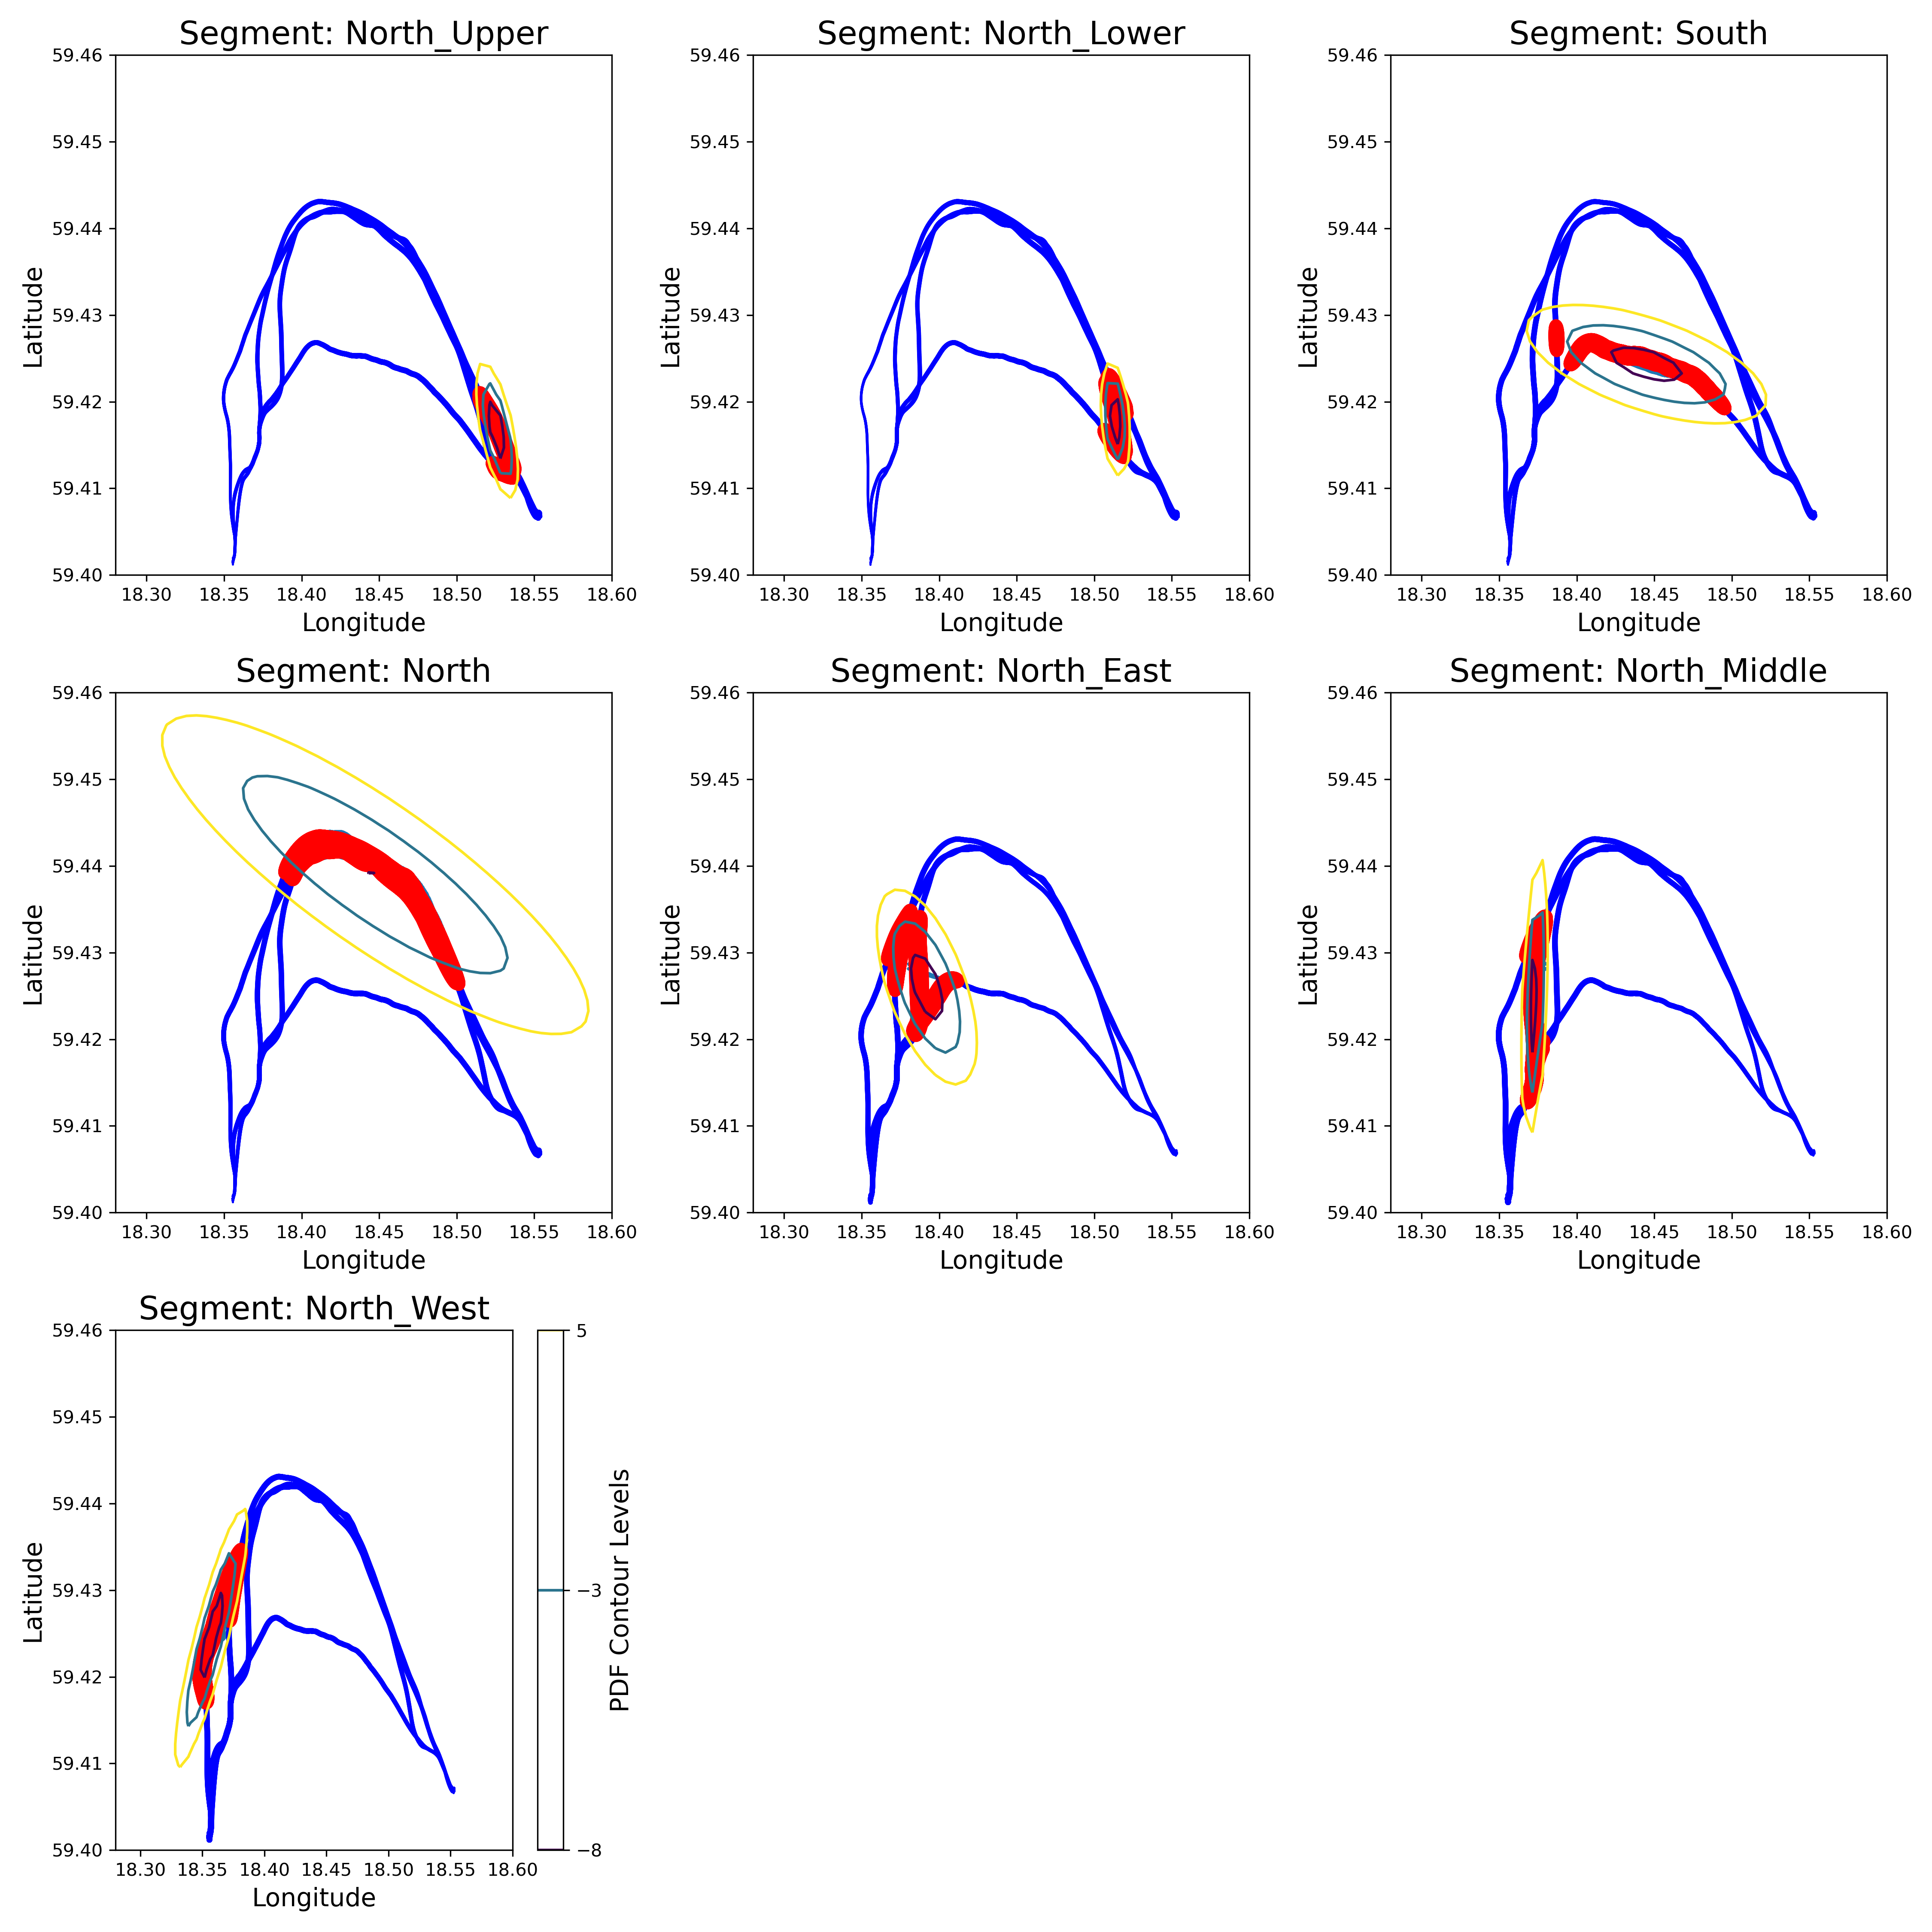 Segment: North_Upper
59.46
59.45
59.44
59.43
59.42
59.41
59.40
Latitude
18.30 18.35 18.40 18.45 18.50 18.55 18.60
Longitude
Segment: North_Lower
59.46
59.45
59.44
59.43
59.42
59.41
59.40
Latitude
18.30 18.35 18.40 18.45 18.50 18.55 18.60
Longitude
Segment: South
59.46
59.45
59.44
59.43
59.42
59.41
59.40
Latitude
18.30 18.35 18.40 18.45 18.50 18.55 18.60
Longitude
Segment: North
59.46
59.45
59.44
59.43
59.42
59.41
59.40
Latitude
18.30 18.35 18.40 18.45 18.50 18.55 18.60
Longitude
Segment: North_East
59.46
59.45
59.44
59.43
59.42
59.41
59.40
Latitude
18.30 18.35 18.40 18.45 18.50 18.55 18.60
Longitude
Segment: North_Middle
59.46
59.45
59.44
59.43
59.42
59.41
59.40
Latitude
18.30 18.35 18.40 18.45 18.50 18.55 18.60
Longitude
Segment: North_West
59.46
59.45
59.44
59.43
59.42
59.41
59.40
Latitude
18.30 18.35 18.40 18.45 18.50 18.55 18.60
Longitude
5
−3
−8
PDF Contour Levels